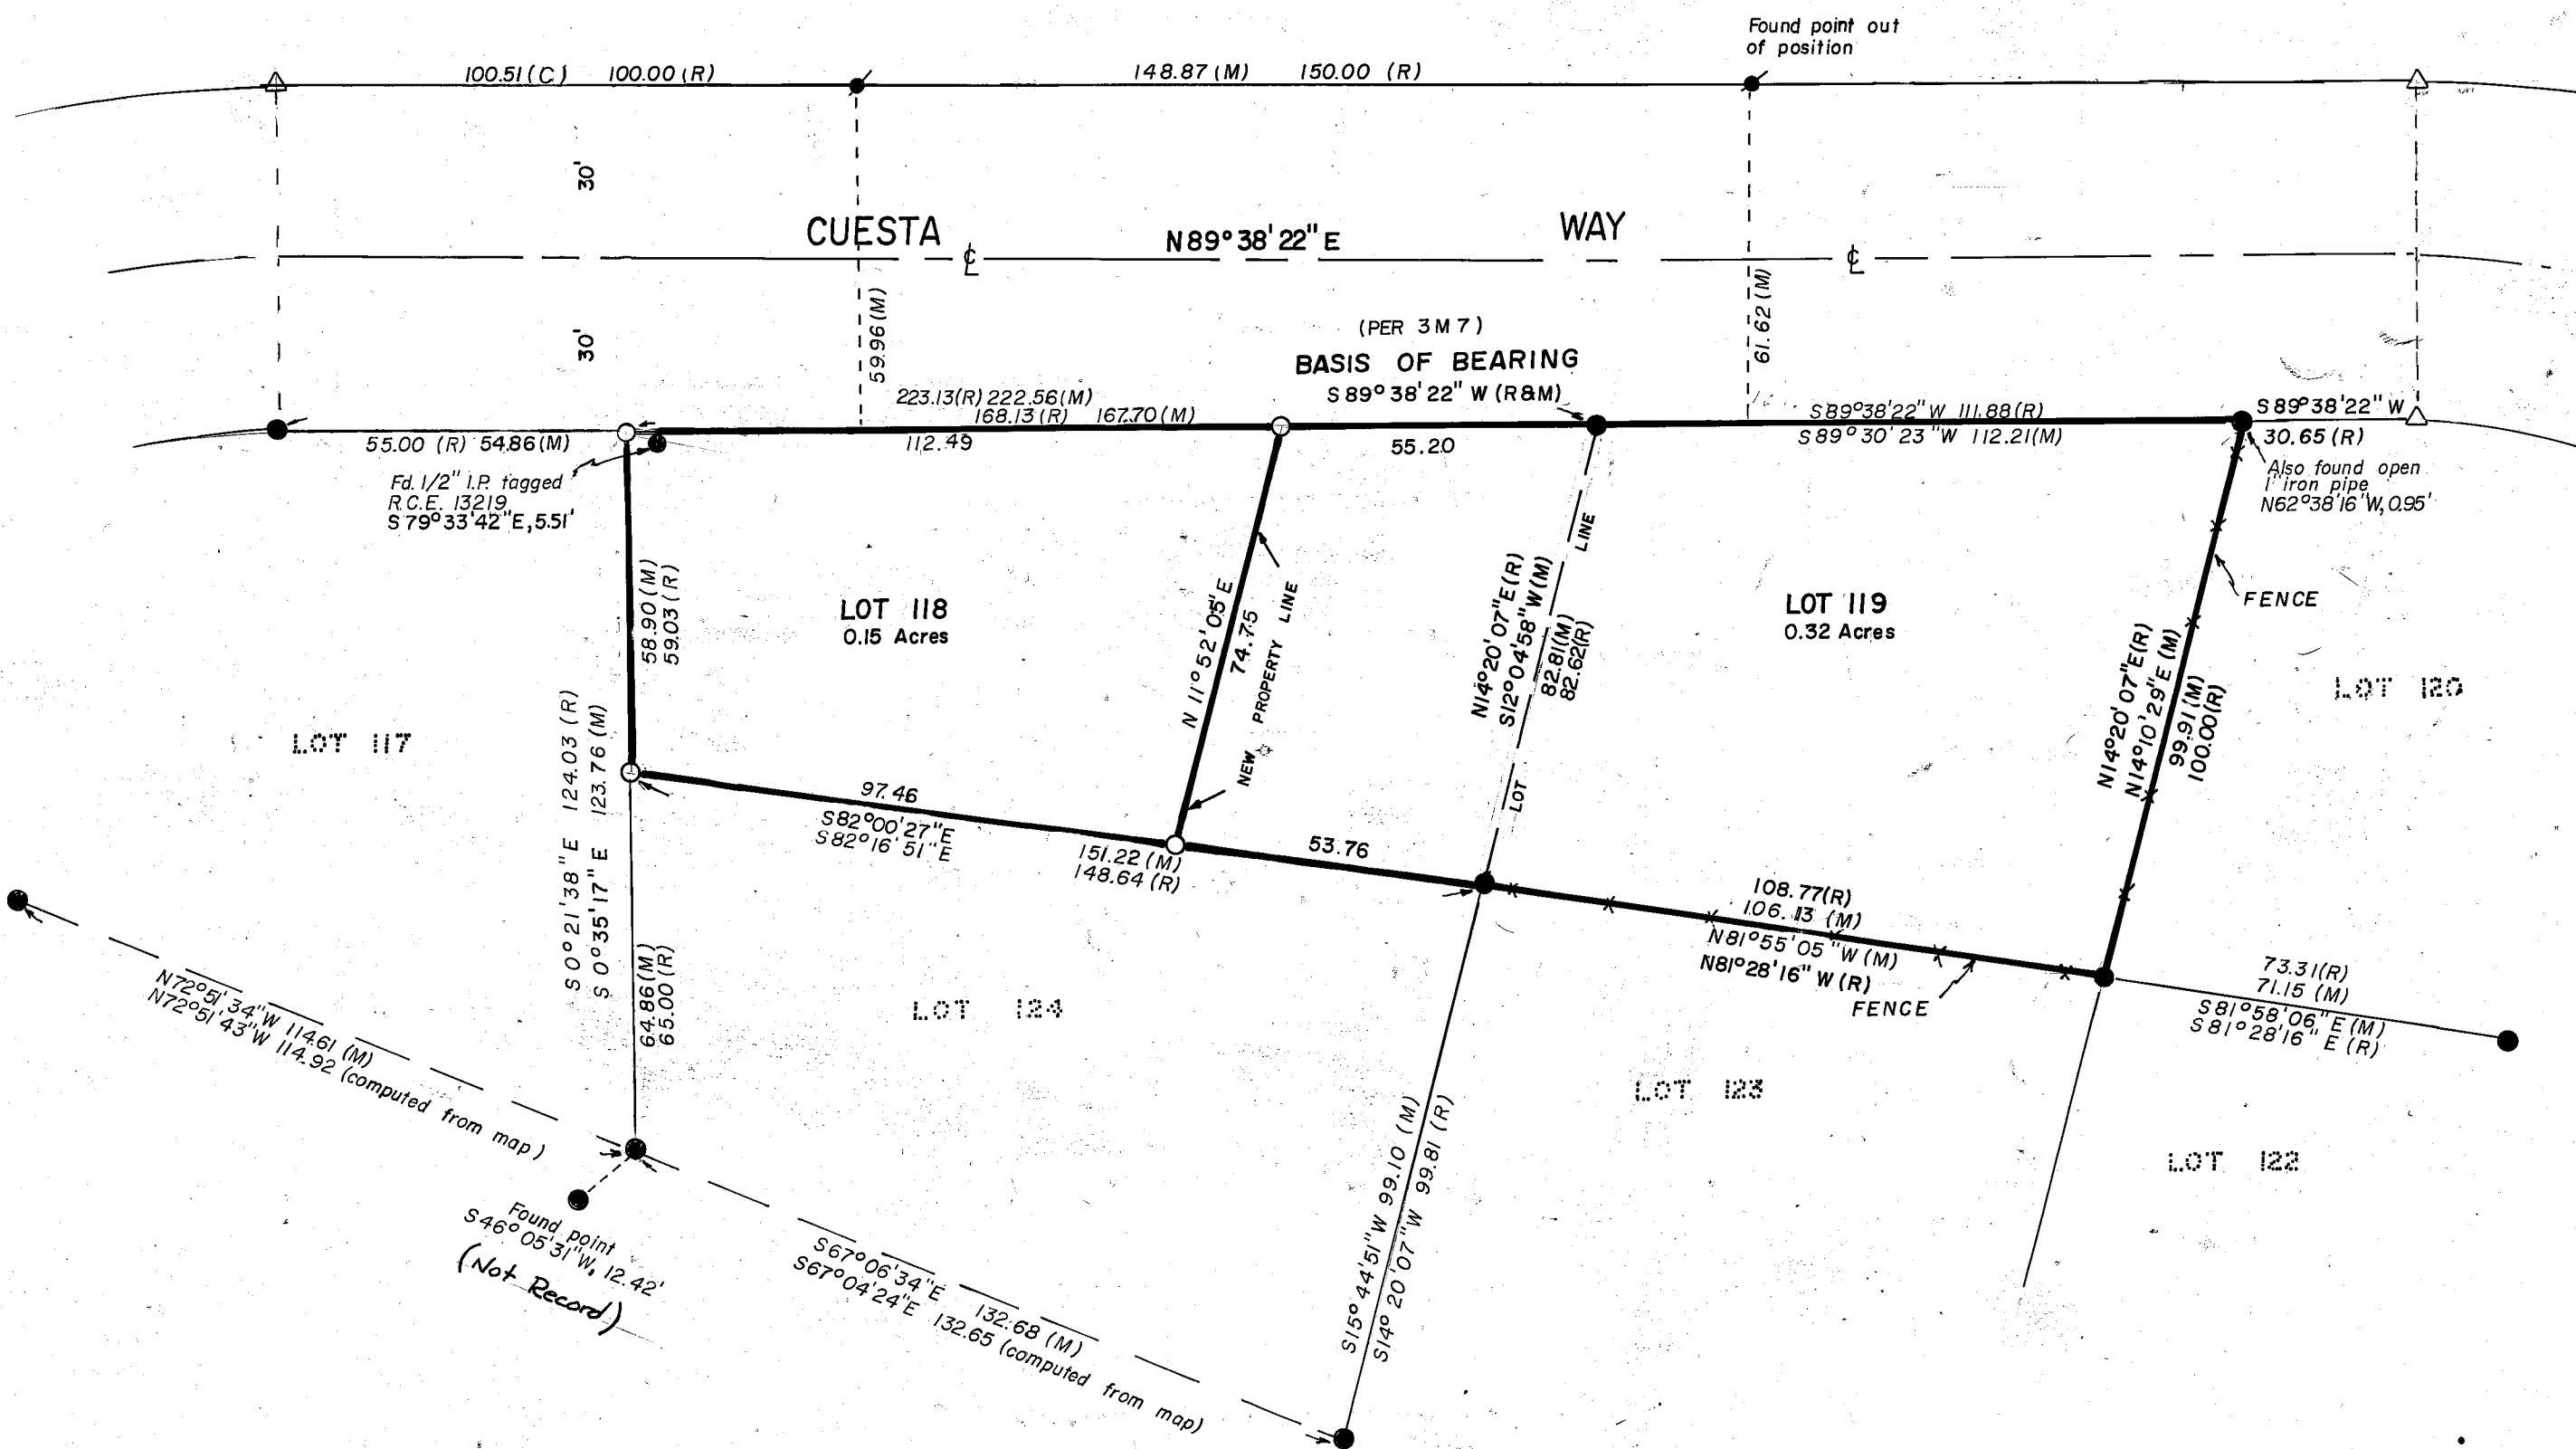 Found point out
of position
100.51 (C) 100.00 (R)
148.87 (M) 150.00 (R)
30'
CUESTA N89°38'22"E WAY
℄ ℄
30'
59.96 (M)
61.62 (M)
(PER 3 M 7)
BASIS OF BEARING
S89°38'22" W (R&M)
223.13(R) 222.56(M)
168.13 (R) 167.70 (M)
S89°38'22"W 111.88(R)
S89°38'22" W
55.00 (R) 54.86 (M)
112.49
55.20
S89°30'23"W 112.21(M)
30.65 (R)
Fd. 1/2" I.P. tagged
R.C.E. 13219
S79°33'42"E, 5.51'
Also found open
1" iron pipe
N62°38'16"W, 0.95'
58.90 (M)
59.03 (R)
LOT 118
0.15 Acres
N 11°52'05" E
74.75
NEW PROPERTY LINE
N14°20'07"E(R)
S12°04'58"W(M)
82.81(M)
82.62(R)
LOT LINE
LOT 119
0.32 Acres
FENCE
N14°20'07"E(R)
N14°10'29"E (M)
99.91 (M)
100.00(R)
LOT 120
LOT 117
S 0°21'38" E 124.03 (R)
S 0°35'17" E 123.76 (M)
97.46
S82°00'27"E
S82°16'51"E
151.22 (M)
148.64 (R)
53.76
108.77(R)
106.13 (M)
N81°55'05"W (M)
N81°28'16" W (R)
FENCE
73.31(R)
71.15 (M)
S81°58'06"E (M)
S81°28'16" E (R)
N72°51'34"W 114.61 (M)
N72°51'43"W 114.92 (computed from map)
64.86 (M)
65.00 (R)
LOT 124
LOT 123
LOT 122
Found point
S46°05'31"W, 12.42'
(Not Record)
S67°06'34"E 132.68 (M)
S67°04'24"E 132.65 (computed from map)
S15°44'51"W 99.10 (M)
S14°20'07"W 99.81 (R)